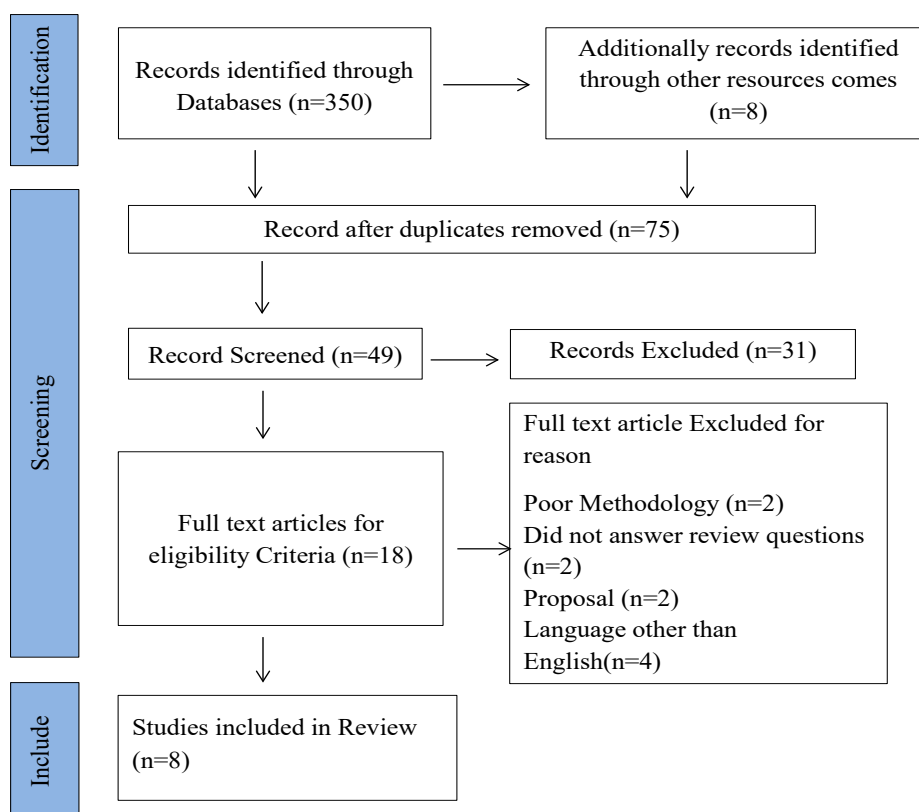 Identification
Records identified through
Databases (n=350)
Additionally records identified
through other resources comes
(n=8)
Screening
Record after duplicates removed (n=75)
Record Screened (n=49)
Records Excluded (n=31)
Full text articles for
eligibility Criteria (n=18)
Full text article Excluded for
reason
Poor Methodology (n=2)
Did not answer review questions
(n=2)
Proposal (n=2)
Language other than
English(n=4)
Include
Studies included in Review
(n=8)